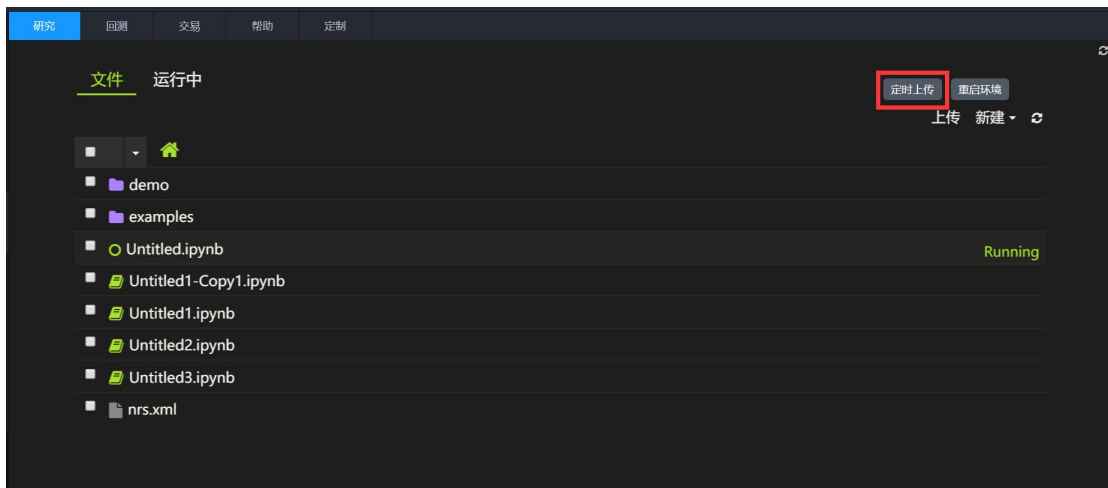 研究 回测 交易 帮助 定制
文件 运行中
定时上传 重启环境
上传 新建
demo
examples
Untitled.ipynb Running
Untitled1-Copy1.ipynb
Untitled1.ipynb
Untitled2.ipynb
Untitled3.ipynb
nrs.xml